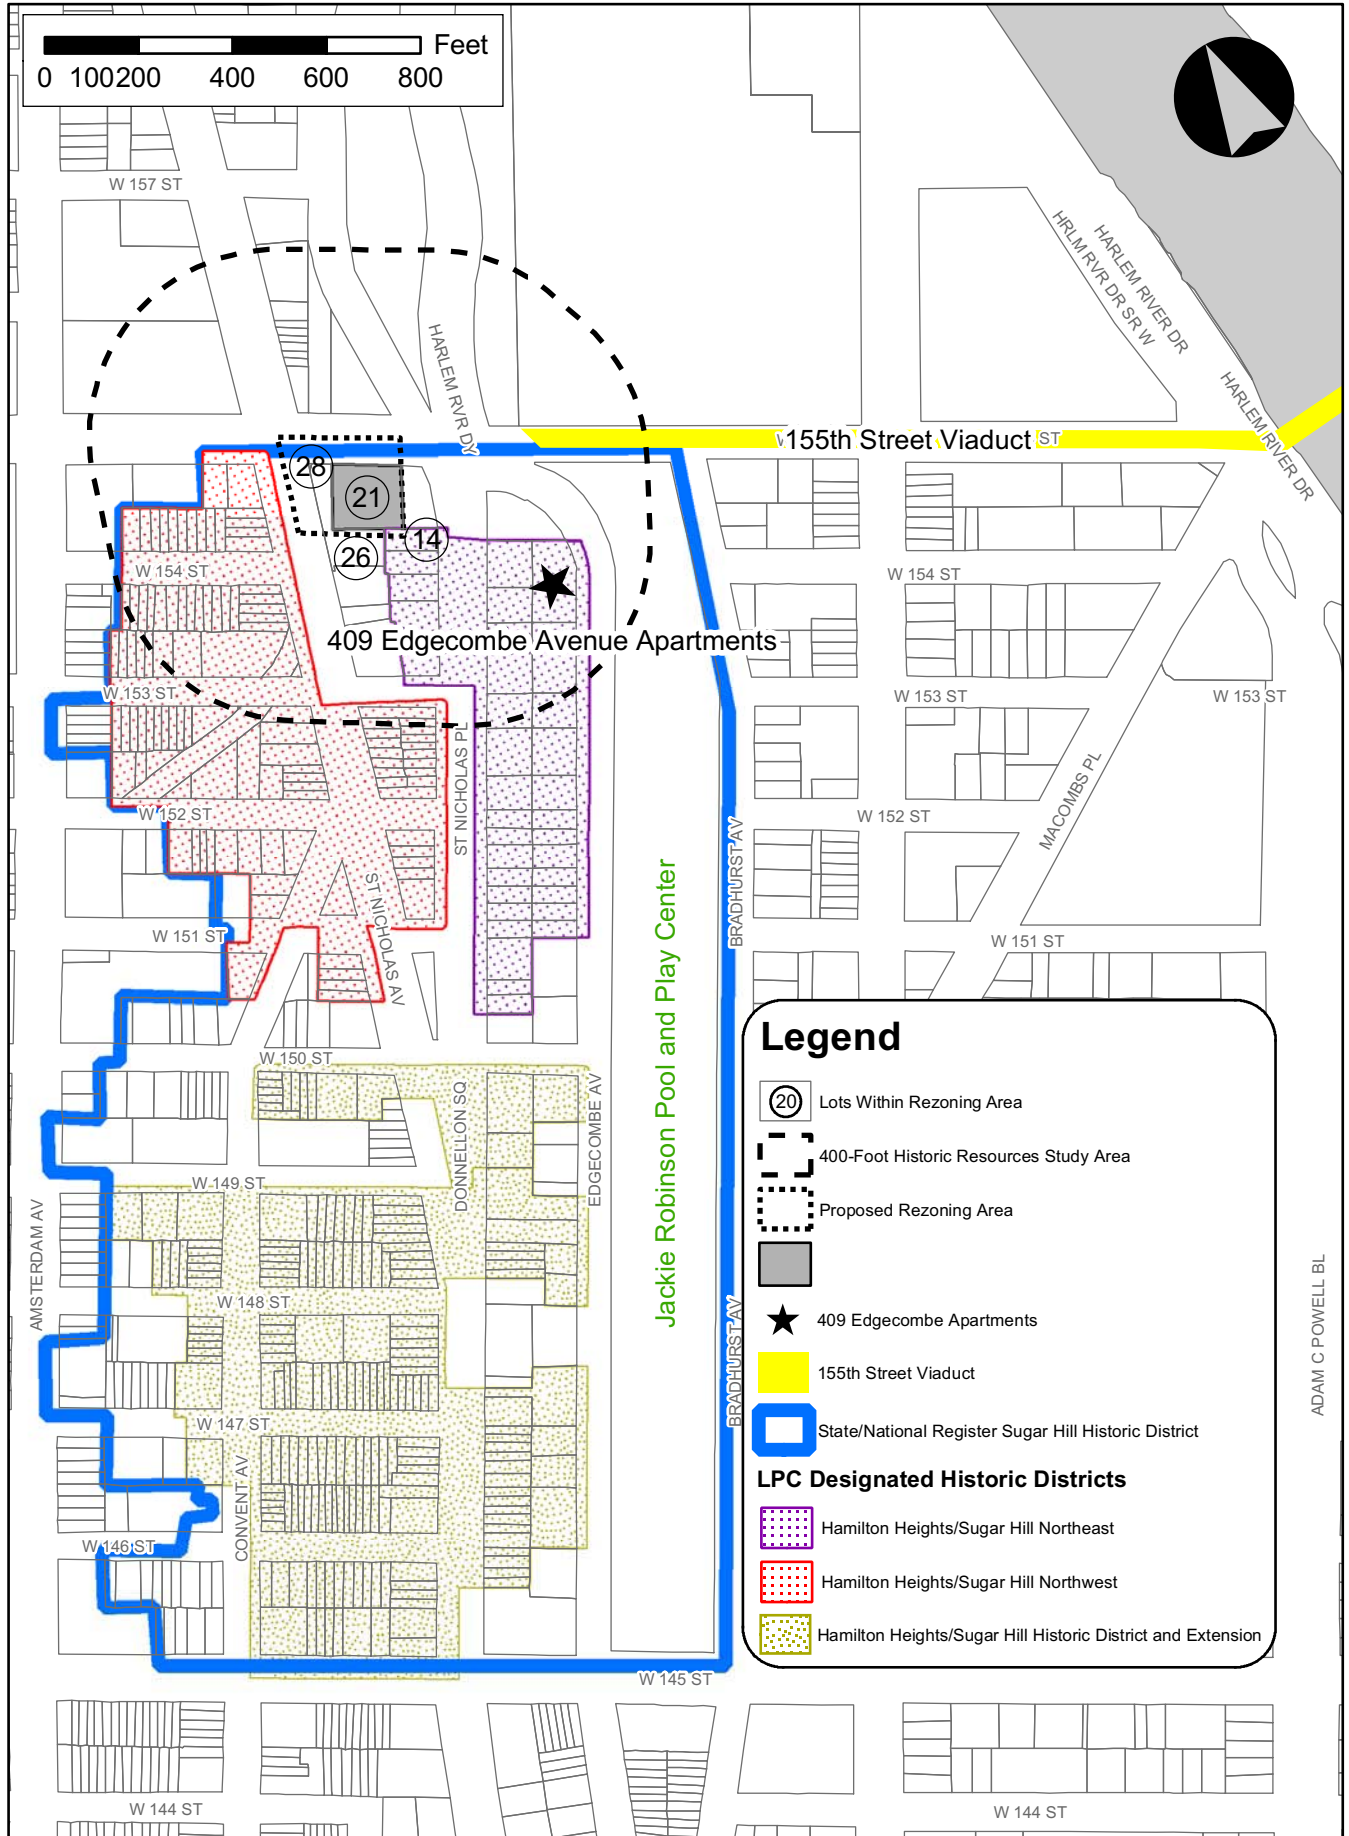 Feet
0 100200 400 600 800
W 157 ST
HARLEM RIVER DR
HRLM RVR DR SR W
HARLEM RVR DY
HARLEM RIVER DR
155th Street Viaduct ST
28
21
14
26
W 154 ST
W 154 ST
409 Edgecombe Avenue Apartments
W 153 ST
W 153 ST
W 153 ST
ST NICHOLAS PL
MACOMBS PL
W 152 ST
W 152 ST
BRADHURST AV
ST NICHOLAS AV
Jackie Robinson Pool and Play Center
W 151 ST
W 151 ST
W 150 ST
DONNELLON SQ
EDGECOMBE AV
W 149 ST
AMSTERDAM AV
W 148 ST
BRADHURST AV
ADAM C POWELL BL
W 147 ST
CONVENT AV
W 146 ST
W 145 ST
W 144 ST
W 144 ST
Legend
20 Lots Within Rezoning Area
400-Foot Historic Resources Study Area
Proposed Rezoning Area
409 Edgecombe Apartments
155th Street Viaduct
State/National Register Sugar Hill Historic District
LPC Designated Historic Districts
Hamilton Heights/Sugar Hill Northeast
Hamilton Heights/Sugar Hill Northwest
Hamilton Heights/Sugar Hill Historic District and Extension